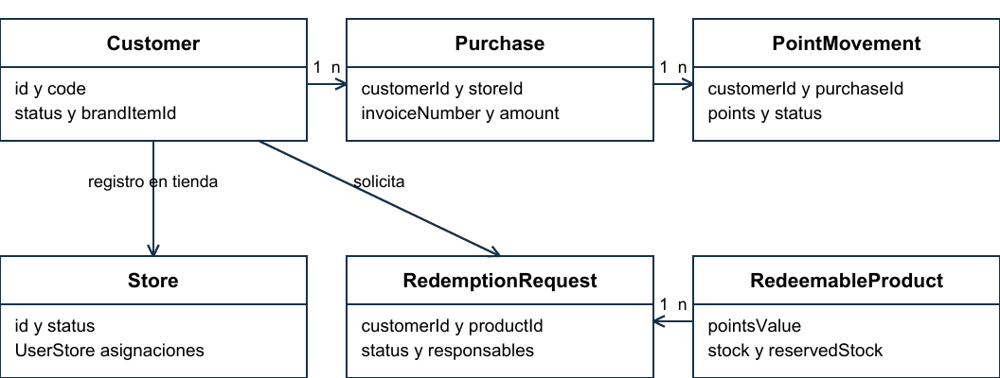 Customer
id y code
status y brandItemId
1 n
Purchase
customerId y storeId
invoiceNumber y amount
1 n
PointMovement
customerId y purchaseId
points y status
registro en tienda
solicita
Store
id y status
UserStore asignaciones
RedemptionRequest
customerId y productId
status y responsables
1 n
RedeemableProduct
pointsValue
stock y reservedStock